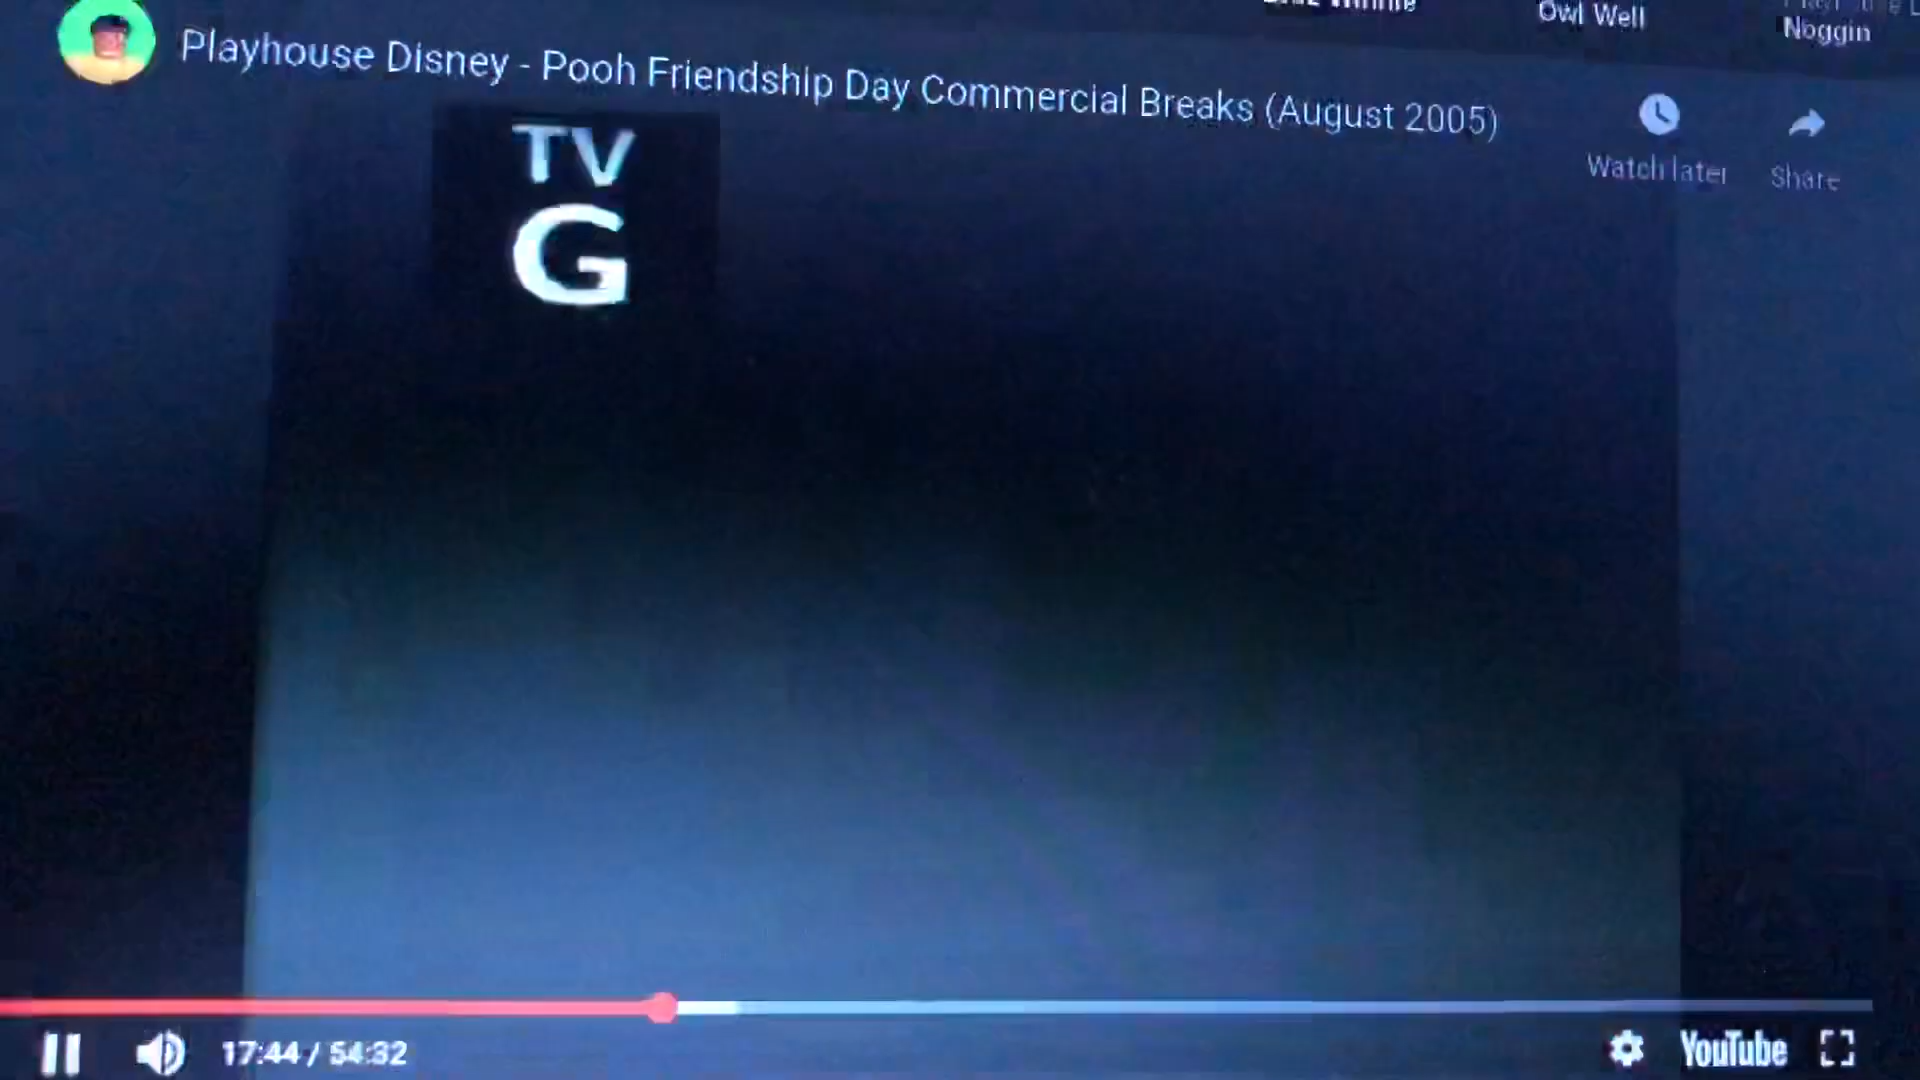 Owl Well
Noggin
Playhouse Disney - Pooh Friendship Day Commercial Breaks (August 2005)
Watch later
Share
TV
G
17:44 / 54:32
YouTube